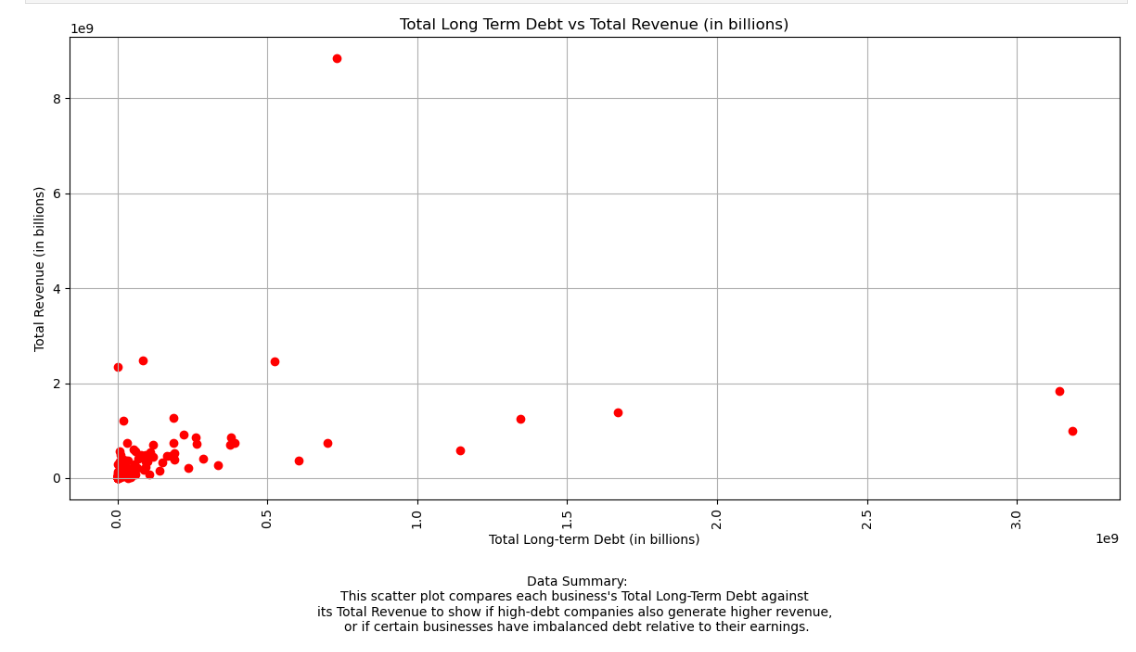 Total Long Term Debt vs Total Revenue (in billions)
1e9
8
6
4
2
0
Total Revenue (in billions)
0.0
0.5
1.0
1.5
2.0
2.5
3.0
Total Long-term Debt (in billions)
1e9
Data Summary:
This scatter plot compares each business's Total Long-Term Debt against
its Total Revenue to show if high-debt companies also generate higher revenue,
or if certain businesses have imbalanced debt relative to their earnings.